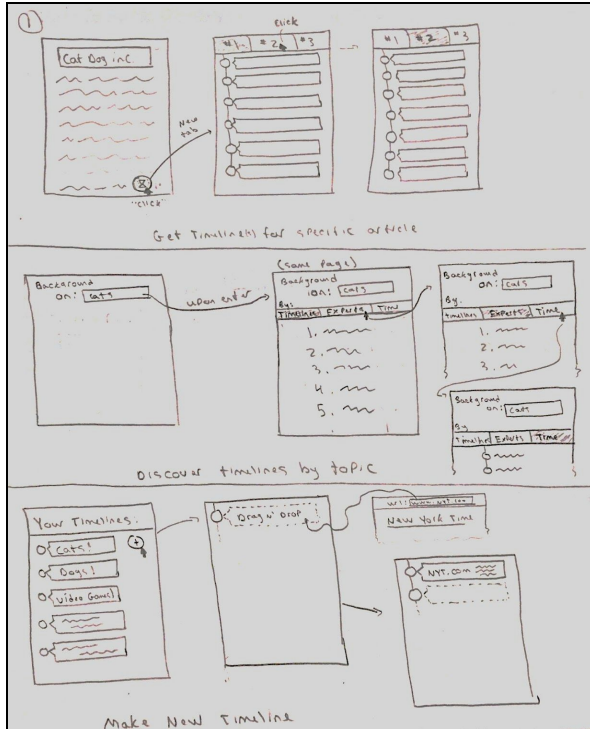 1
Cat Dog inc.
"click"
New
tab
click
#1 #2 #3
#1 #2 #3
Get Timeline(s) for specific article
Background
on: cats
upon enter
(same page)
Background
on: cats
By:
Timelines Experts Time
1.
2.
3.
4.
5.
Background
on: cats
By:
Timelines Experts Time
1.
2.
3.
Background
on: cats
By
Timelines Experts Time
Discover timelines by topic
Your Timelines:
Cats!
+
Dogs!
Video Games!
Drag n' Drop
New York Time
NYT.com
Make New Timeline